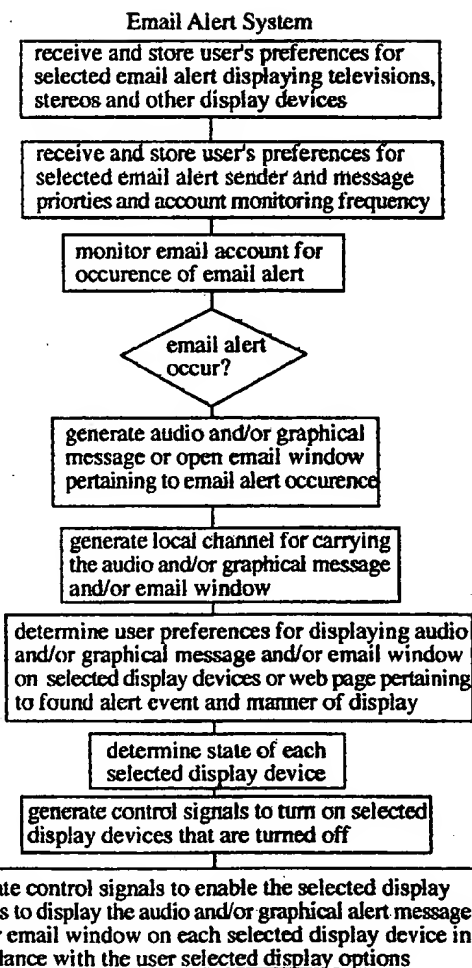 Email Alert System
receive and store user's preferences for
selected email alert displaying televisions,
stereos and other display devices
receive and store user's preferences for
selected email alert sender and message
priorties and account monitoring frequency
monitor email account for
occurence of email alert
email alert
occur?
generate audio and/or graphical
message or open email window
pertaining to email alert occurence
generate local channel for carrying
the audio and/or graphical message
and/or email window
determine user preferences for displaying audio
and/or graphical message and/or email window
on selected display devices or web page pertaining
to found alert event and manner of display
determine state of each
selected display device
generate control signals to turn on selected
display devices that are turned off
control signals to enable the selected display
to display the audio and/or graphical alert message
email window on each selected display device in
with the user selected display options